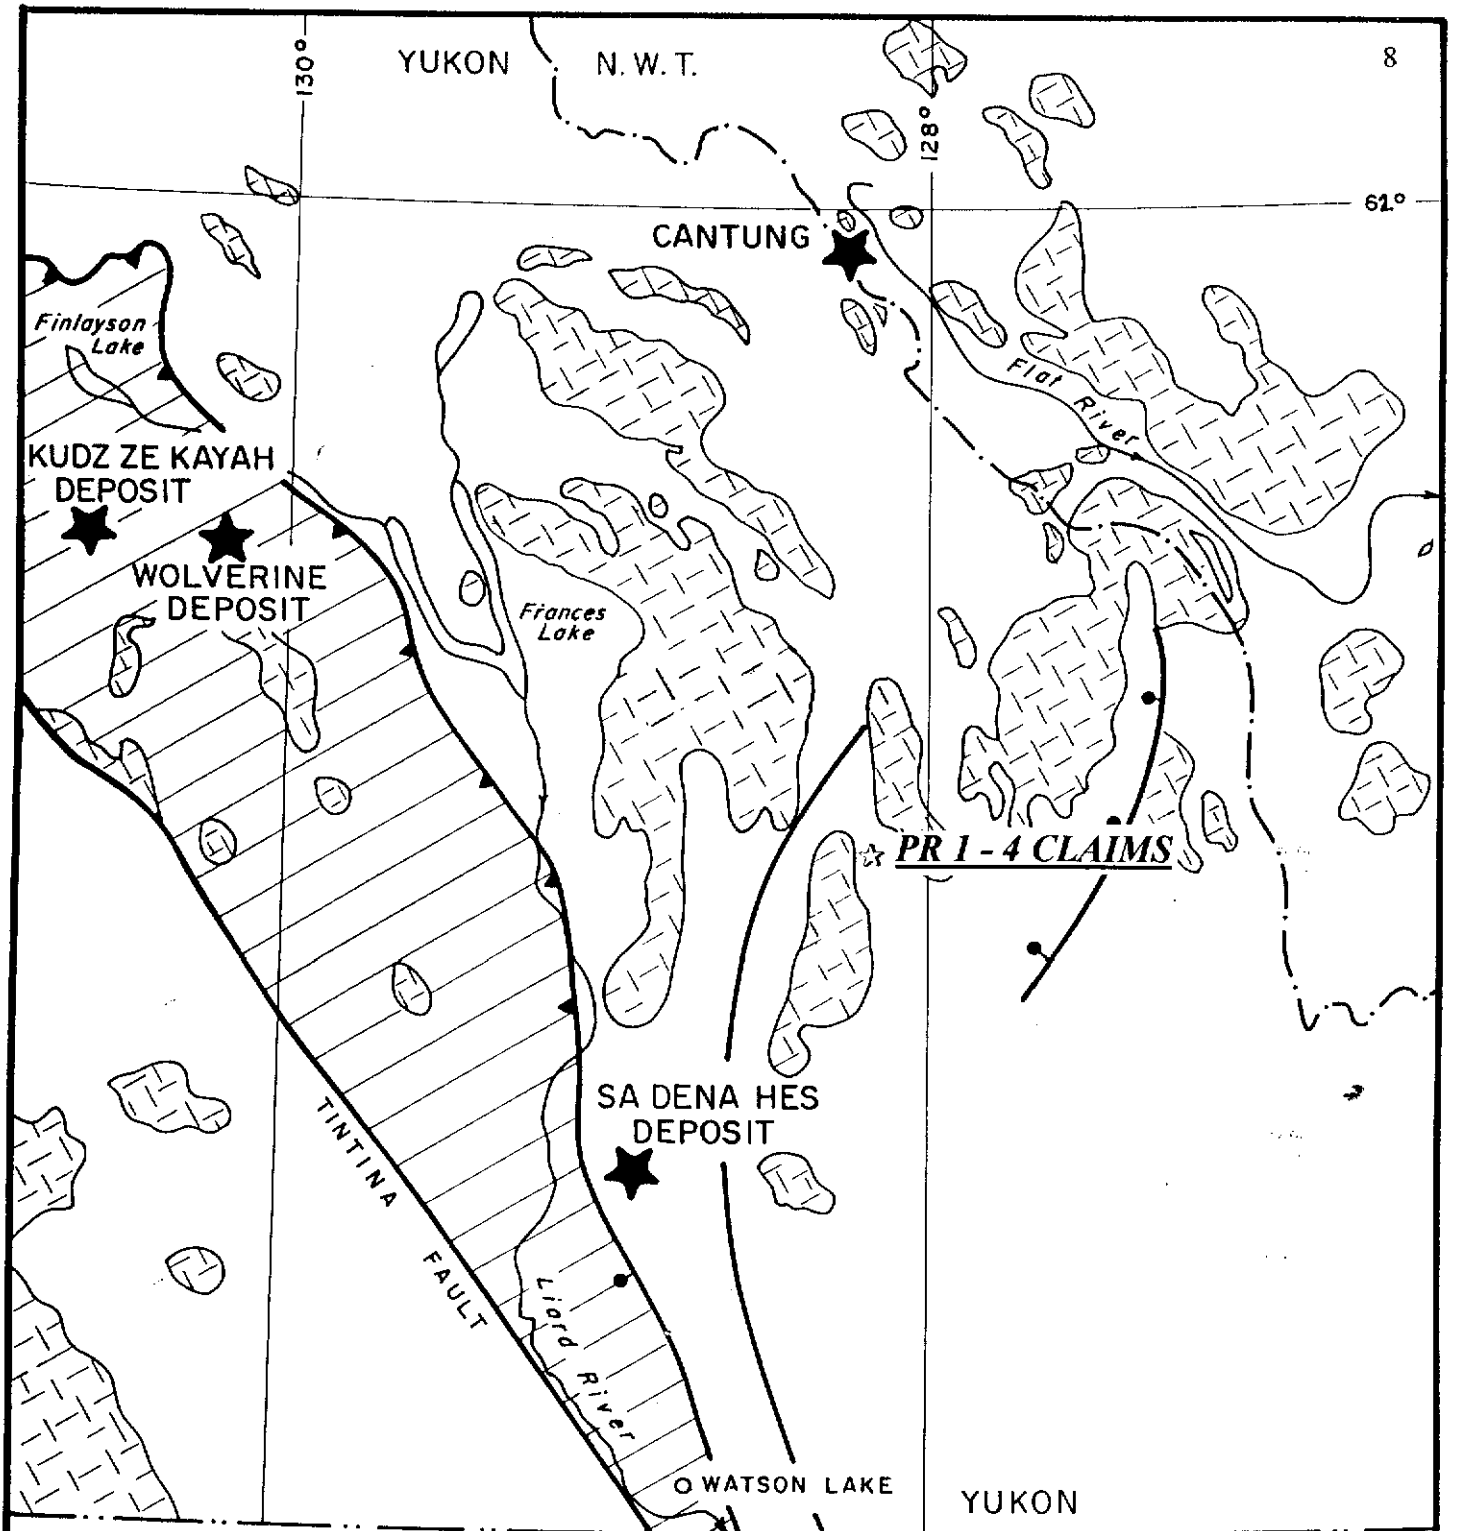 8
130°
YUKON
N.W.T.
128°
61°
CANTUNG
Finlayson
Lake
Flat River
KUDZ ZE KAYAH
DEPOSIT
WOLVERINE
DEPOSIT
Frances
Lake
PR 1 - 4 CLAIMS
SA DENA HES
DEPOSIT
TINTINA FAULT
Liard River
WATSON LAKE
YUKON